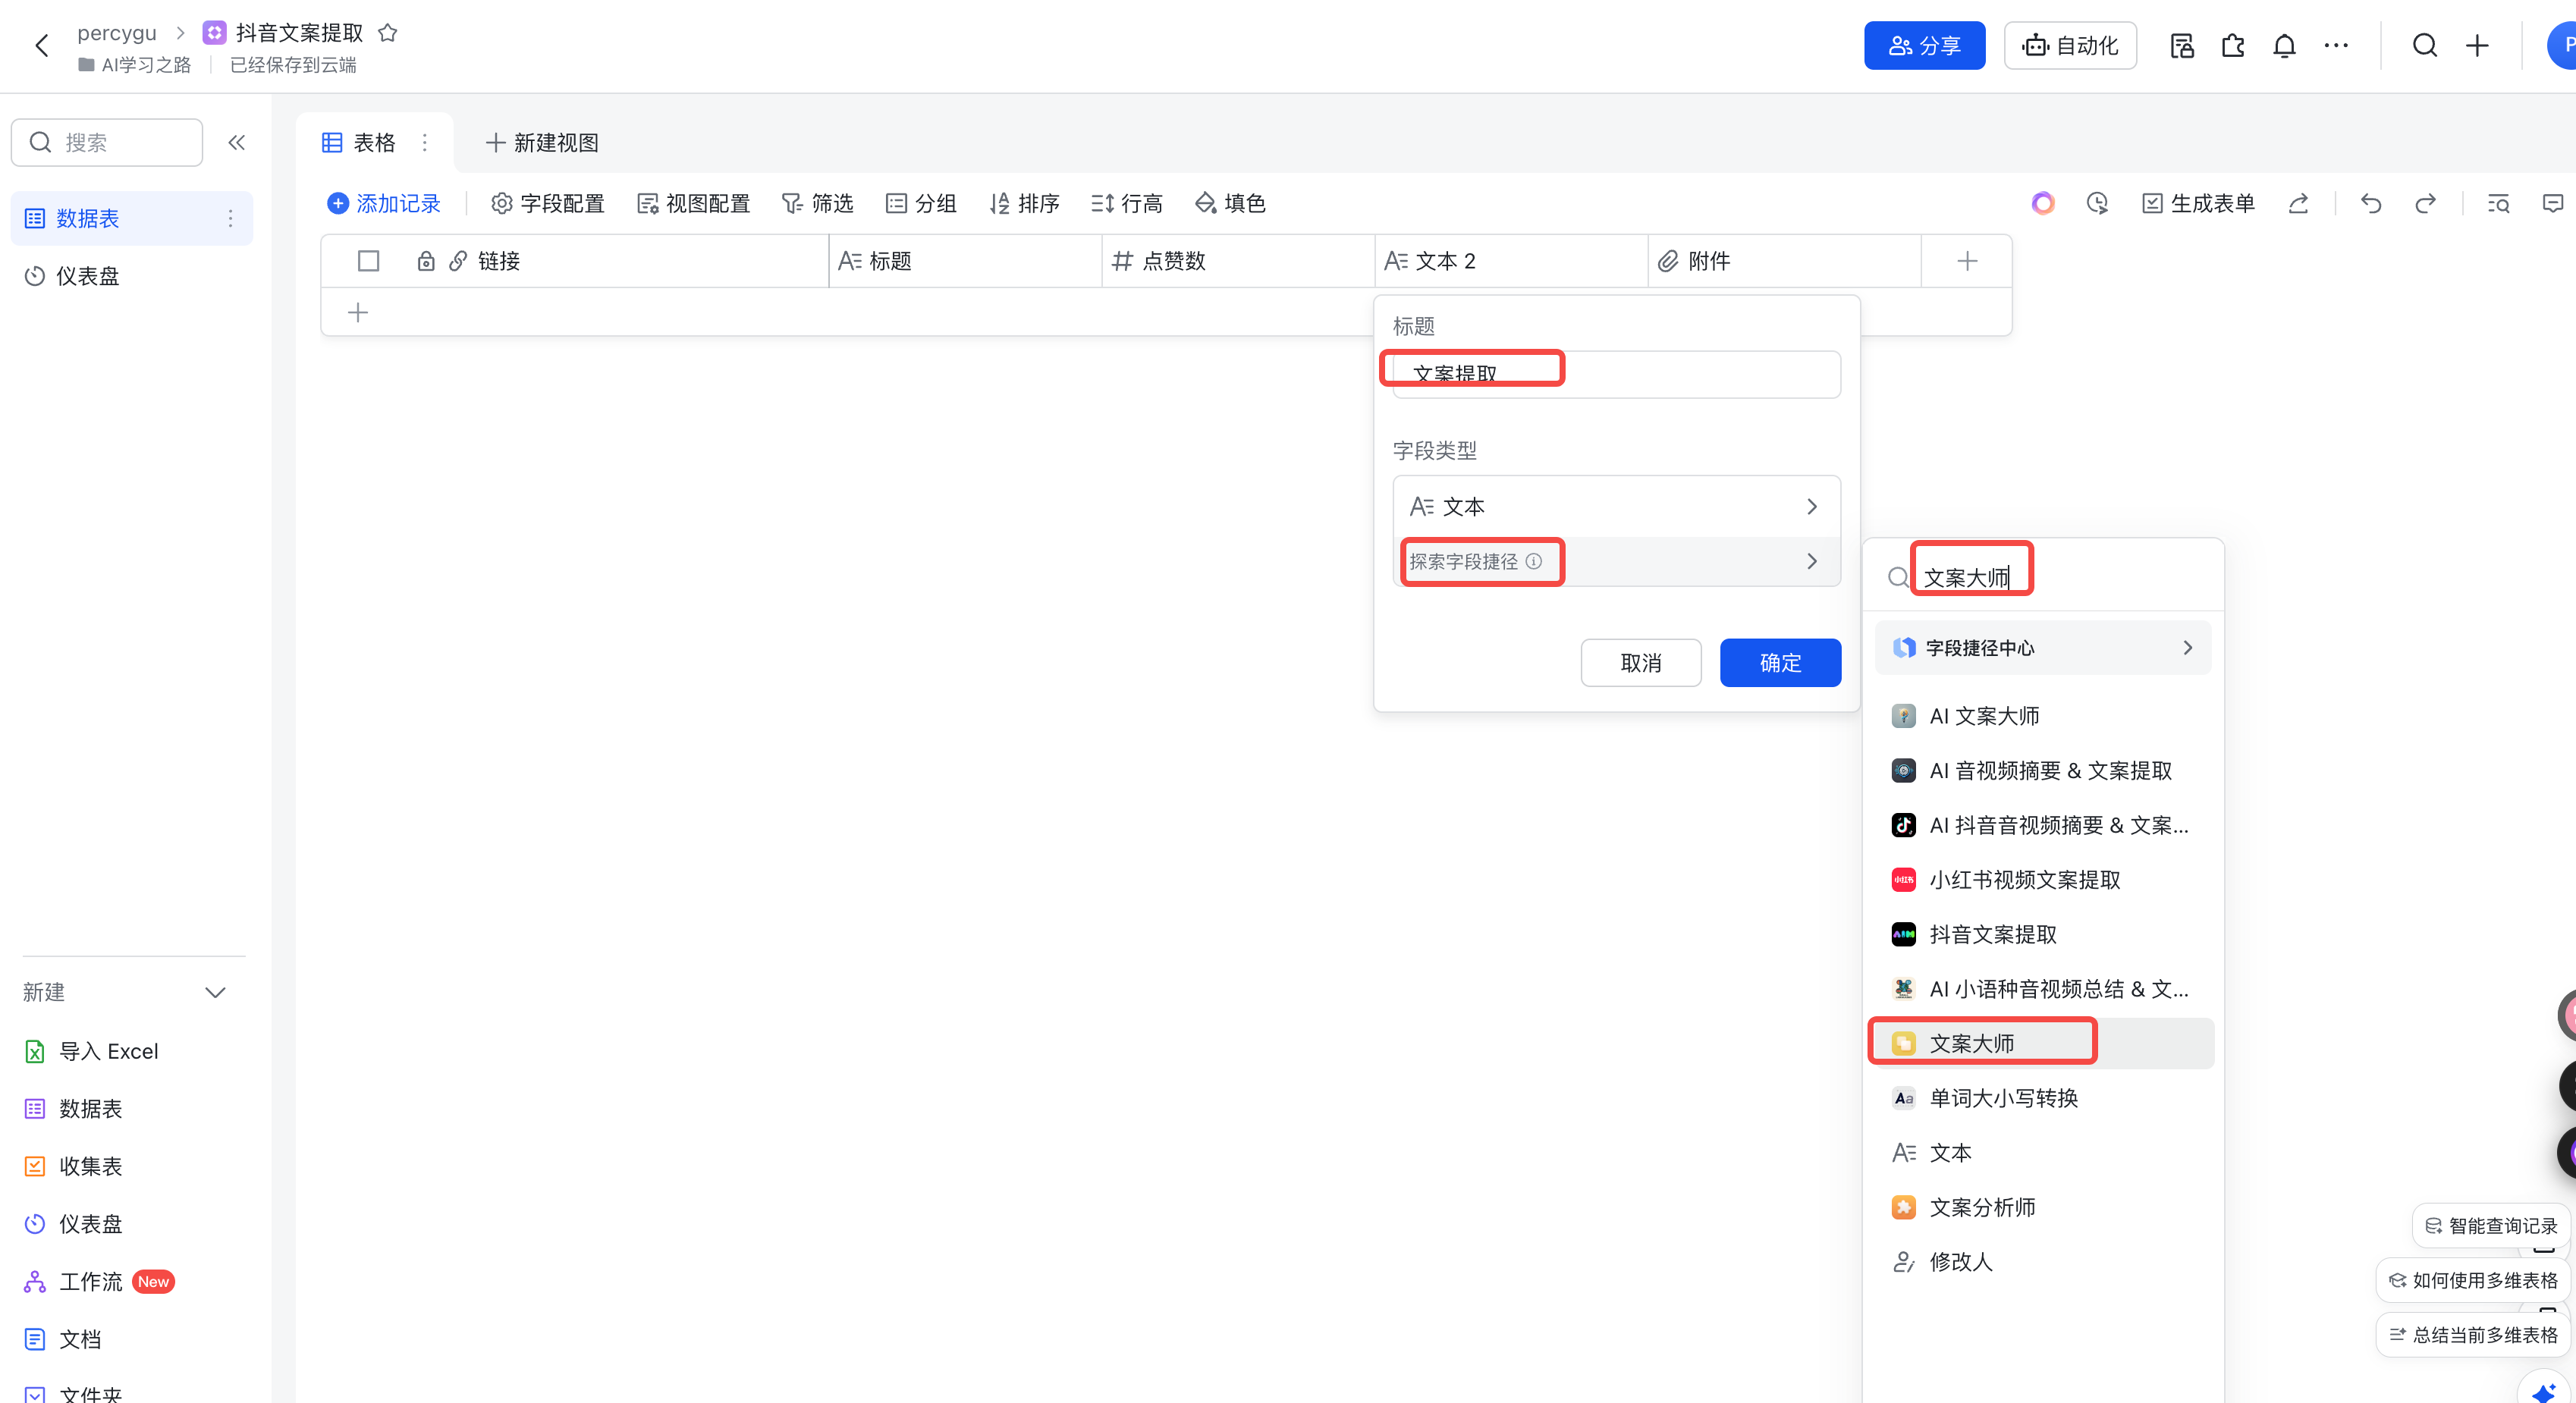 percygu
抖音文案提取
AI学习之路
已经保存到云端
分享
自动化
P
搜索
数据表
仪表盘
表格
新建视图
添加记录
字段配置
视图配置
筛选
分组
排序
行高
填色
生成表单
链接
标题
点赞数
文本 2
附件
标题
文案提取
字段类型
文本
探索字段捷径
取消
确定
文案大师
字段捷径中心
AI 文案大师
AI 音视频摘要 & 文案提取
AI 抖音音视频摘要 & 文案...
小红书视频文案提取
抖音文案提取
AI 小语种音视频总结 & 文...
文案大师
单词大小写转换
文本
文案分析师
修改人
新建
导入 Excel
数据表
收集表
仪表盘
工作流 New
文档
文件夹
智能查询记录
如何使用多维表格
总结当前多维表格